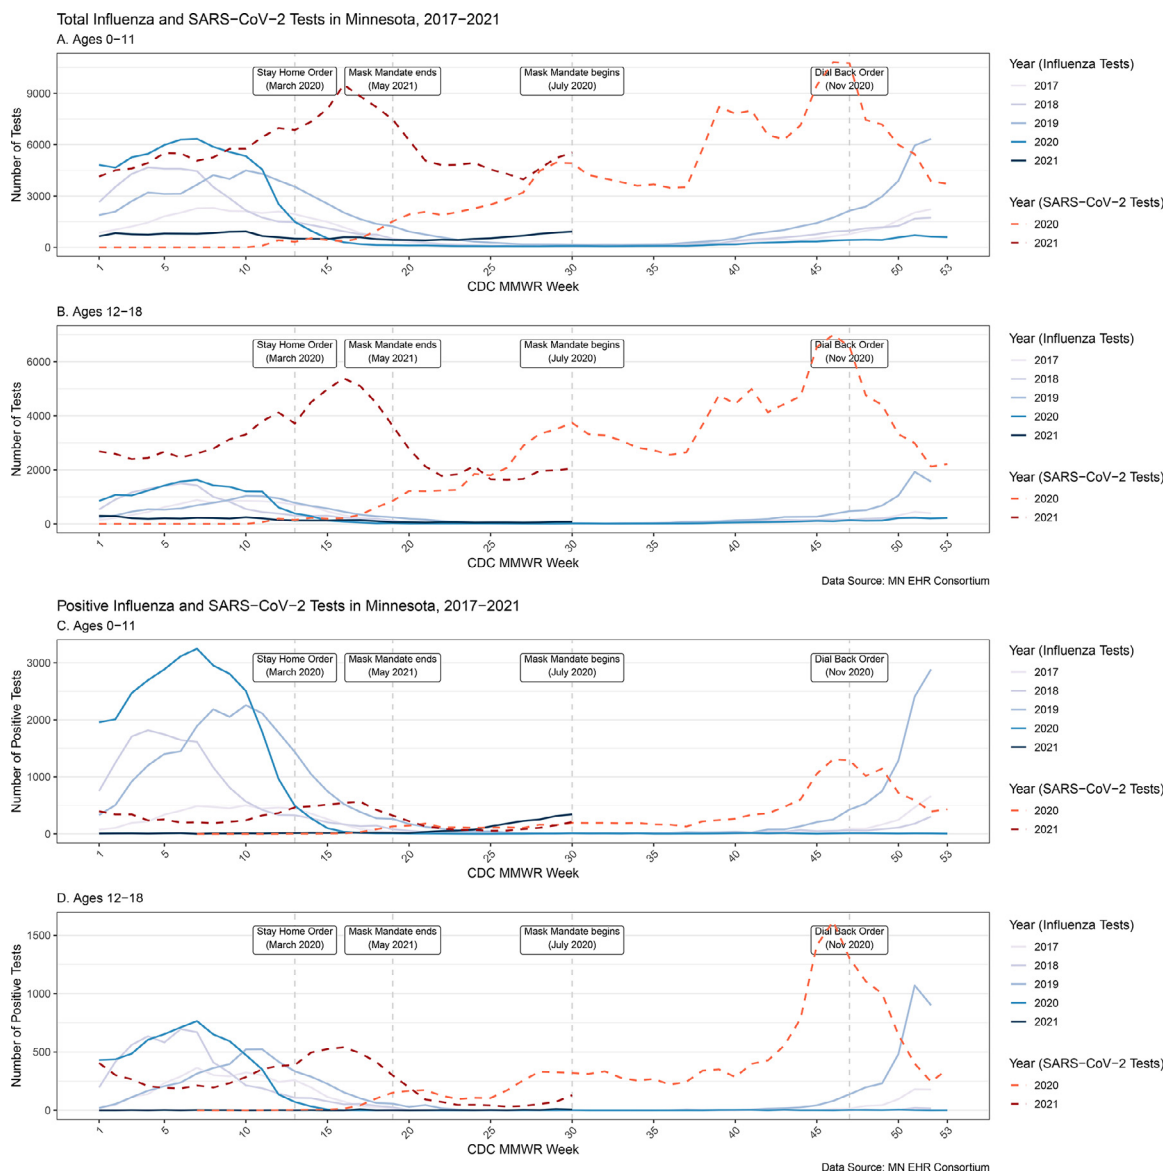 Total Influenza and SARS−CoV−2 Tests in Minnesota, 2017−2021
A. Ages 0−11
Number of Tests
9000
6000
3000
0
Stay Home Order
(March 2020)
Mask Mandate ends
(May 2021)
Mask Mandate begins
(July 2020)
Dial Back Order
(Nov 2020)
1 5 10 15 20 25 30 35 40 45 50 53
CDC MMWR Week
Year (Influenza Tests)
2017
2018
2019
2020
2021
Year (SARS−CoV−2 Tests)
2020
2021
B. Ages 12−18
Number of Tests
6000
4000
2000
0
Stay Home Order
(March 2020)
Mask Mandate ends
(May 2021)
Mask Mandate begins
(July 2020)
Dial Back Order
(Nov 2020)
1 5 10 15 20 25 30 35 40 45 50 53
CDC MMWR Week
Year (Influenza Tests)
2017
2018
2019
2020
2021
Year (SARS−CoV−2 Tests)
2020
2021
Data Source: MN EHR Consortium
Positive Influenza and SARS−CoV−2 Tests in Minnesota, 2017−2021
C. Ages 0−11
Number of Positive Tests
3000
2000
1000
0
Stay Home Order
(March 2020)
Mask Mandate ends
(May 2021)
Mask Mandate begins
(July 2020)
Dial Back Order
(Nov 2020)
1 5 10 15 20 25 30 35 40 45 50 53
CDC MMWR Week
Year (Influenza Tests)
2017
2018
2019
2020
2021
Year (SARS−CoV−2 Tests)
2020
2021
D. Ages 12−18
Number of Positive Tests
1500
1000
500
0
Stay Home Order
(March 2020)
Mask Mandate ends
(May 2021)
Mask Mandate begins
(July 2020)
Dial Back Order
(Nov 2020)
1 5 10 15 20 25 30 35 40 45 50 53
CDC MMWR Week
Year (Influenza Tests)
2017
2018
2019
2020
2021
Year (SARS−CoV−2 Tests)
2020
2021
Data Source: MN EHR Consortium